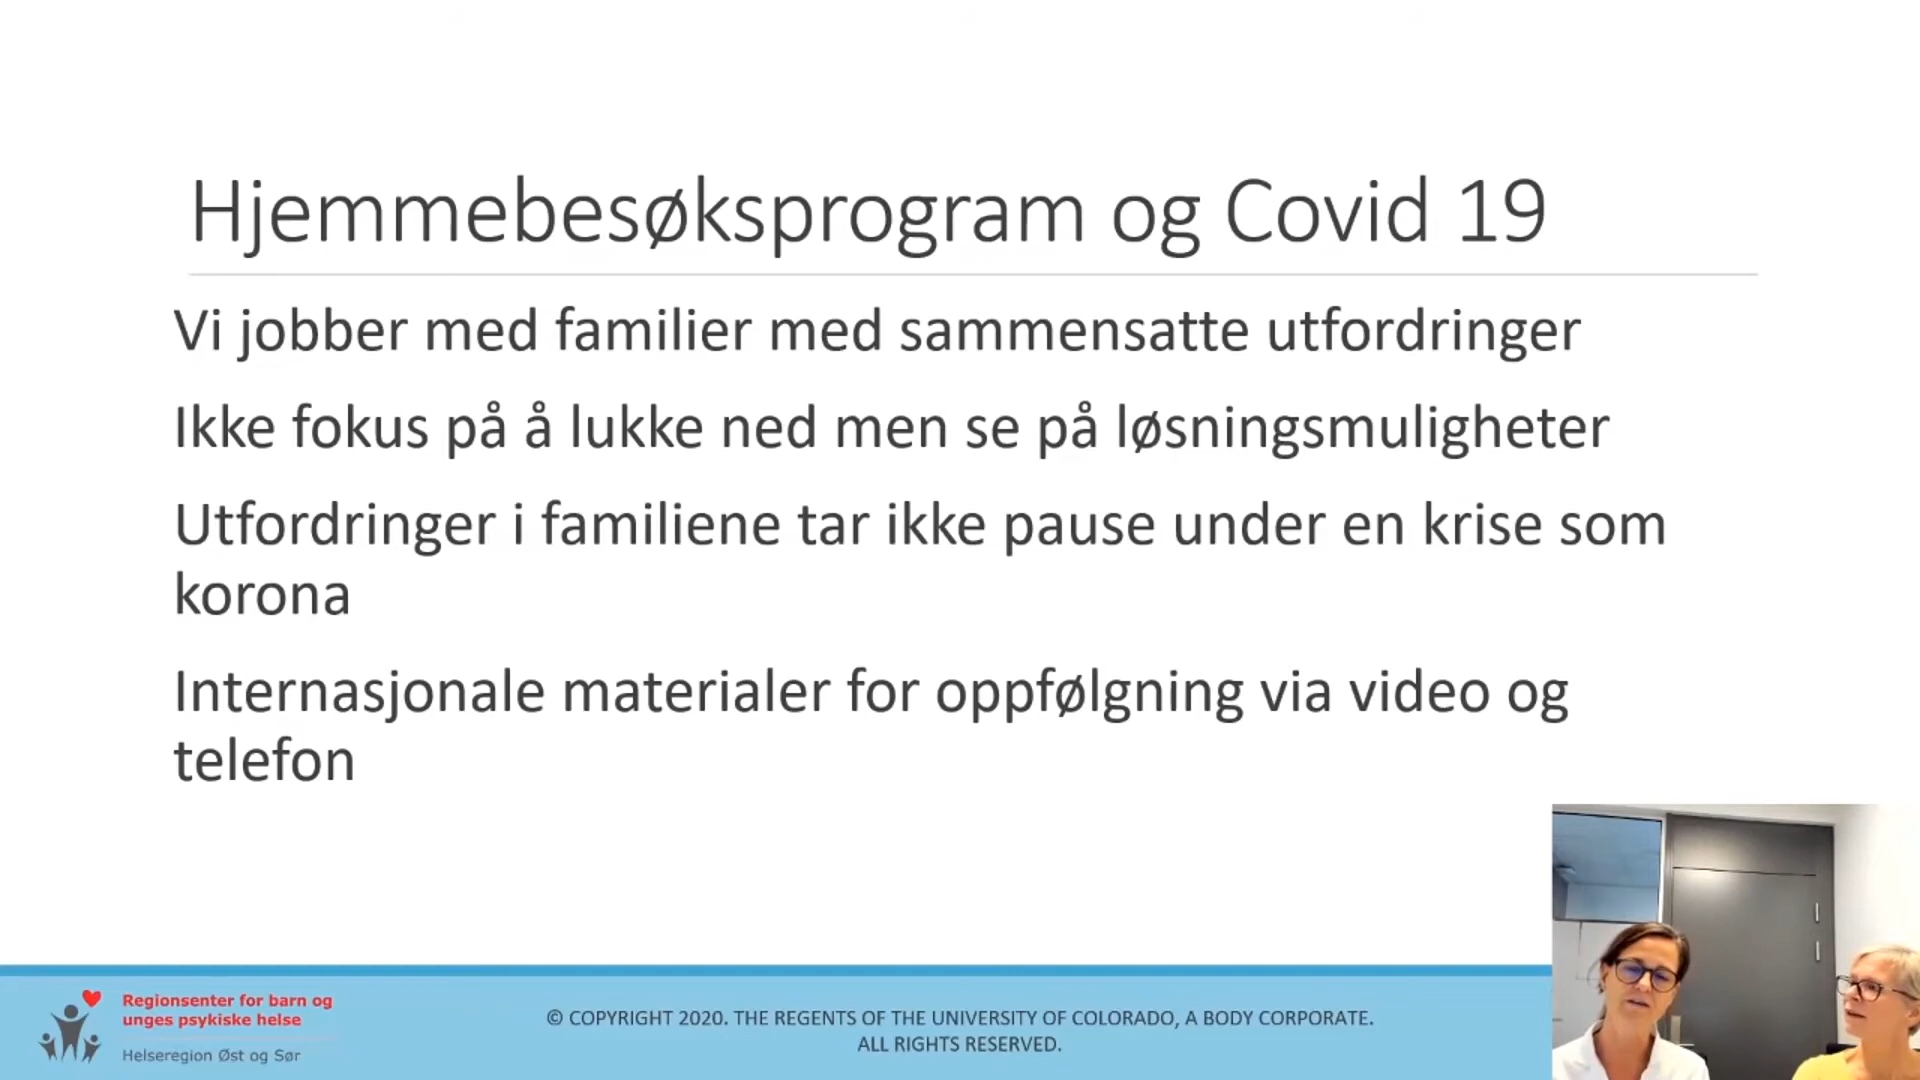 Hjemmebesøksprogram og Covid 19
Vi jobber med familier med sammensatte utfordringer
Ikke fokus på å lukke ned men se på løsningsmuligheter
Utfordringer i familiene tar ikke pause under en krise som
korona
Internasjonale materialer for oppfølgning via video og
telefon
Regionsenter for barn og
unges psykiske helse
Helseregion Øst og Sør
© COPYRIGHT 2020. THE REGENTS OF THE UNIVERSITY OF COLORADO, A BODY CORPORATE.
ALL RIGHTS RESERVED.